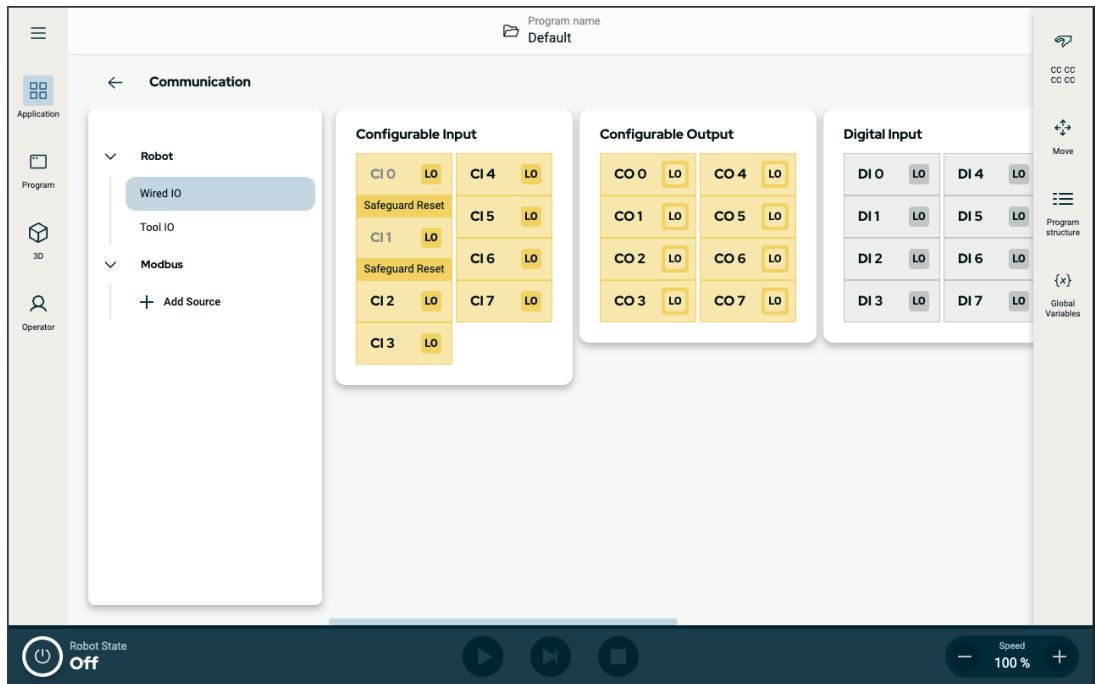 Program name
Default
Communication
Application
Program
3D
Operator
Robot
Wired IO
Tool IO
Modbus
Add Source
Configurable Input
CI 0 LO CI 4 LO
Safeguard Reset
CI 5 LO
CI 1 LO
CI 6 LO
Safeguard Reset
CI 2 LO CI 7 LO
CI 3 LO
Configurable Output
CO 0 LO CO 4 LO
CO 1 LO CO 5 LO
CO 2 LO CO 6 LO
CO 3 LO CO 7 LO
Digital Input
DI 0 LO DI 4 LO
DI 1 LO DI 5 LO
DI 2 LO DI 6 LO
DI 3 LO DI 7 LO
CC CC
CC CC
Move
Program
structure
{x}
Global
Variables
Robot State
Off
Speed
100 %